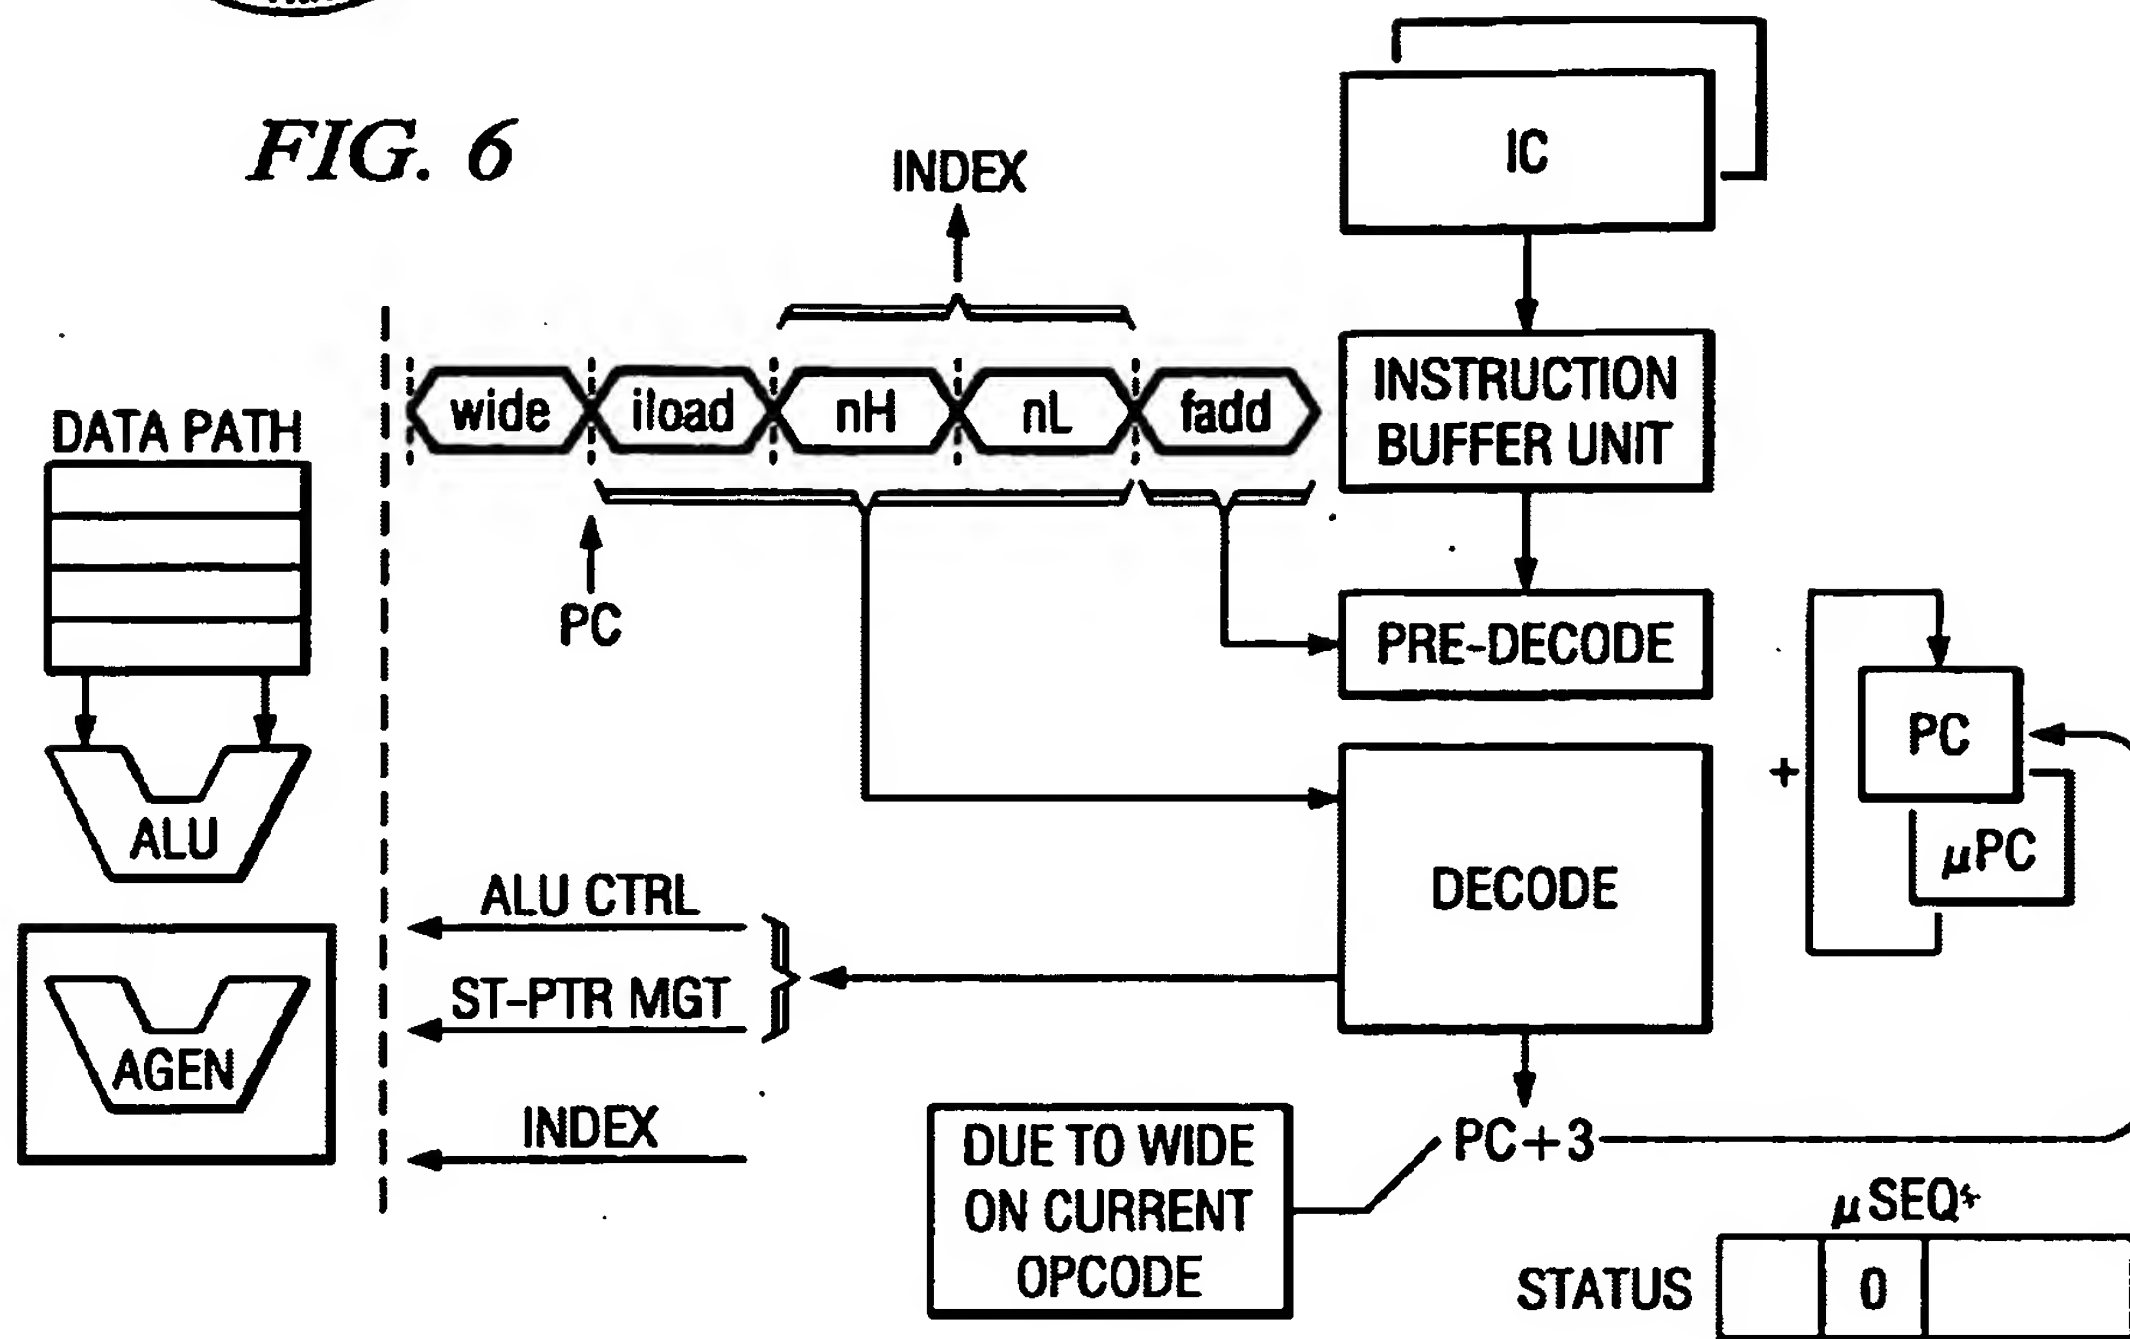 FIG. 6
IC
INDEX
INSTRUCTION
BUFFER UNIT
wide iload nH nL fadd
DATA PATH
PC
PRE-DECODE
PC
+
μPC
ALU
DECODE
ALU CTRL
ST-PTR MGT
AGEN
INDEX
DUE TO WIDE
ON CURRENT
OPCODE
PC+3
μSEQ
STATUS 0